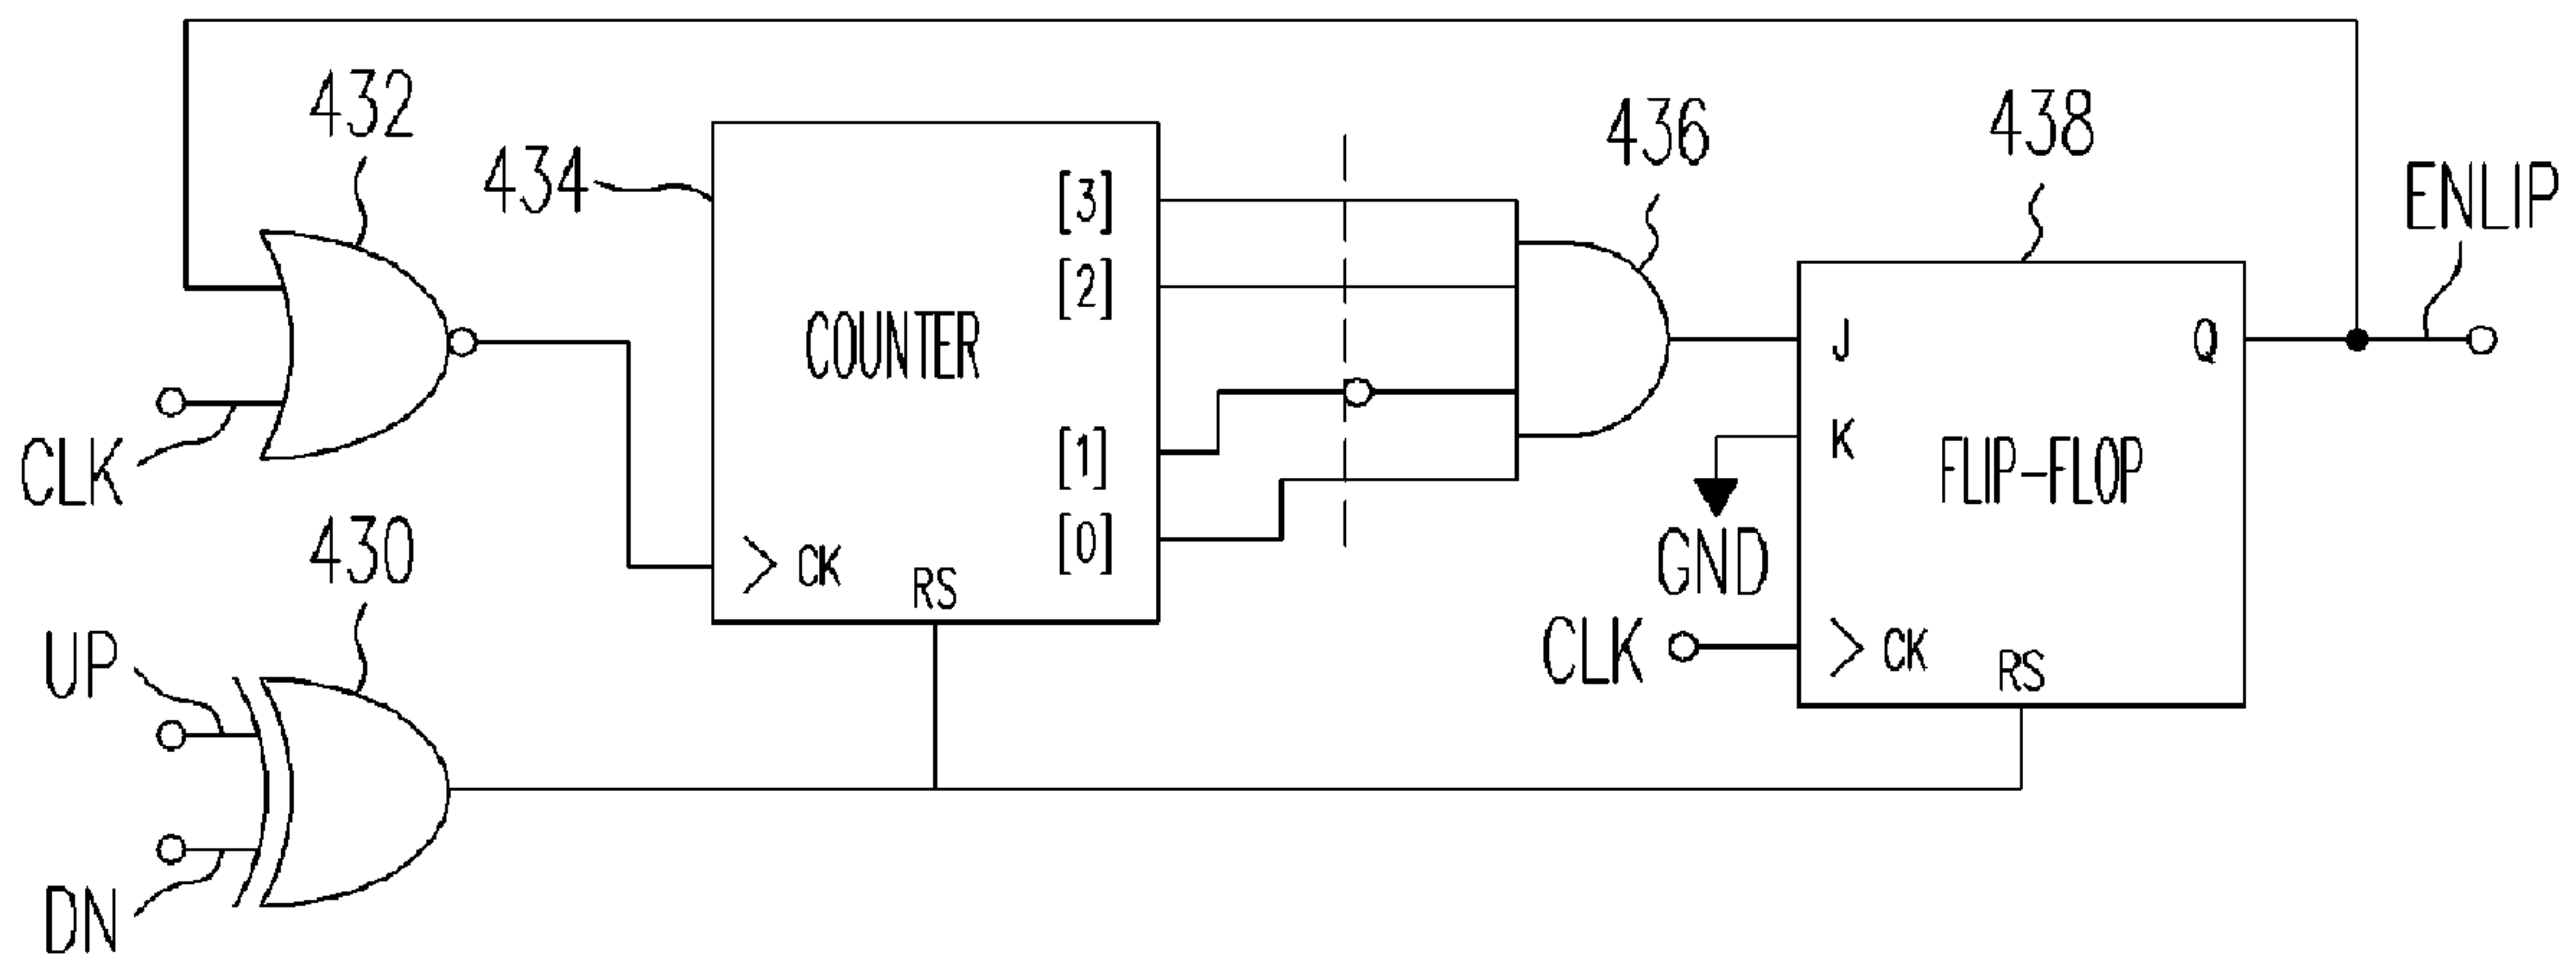 432
434
436
438
ENLIP
[3]
[2]
COUNTER
[1]
[0]
CK
RS
CLK
J
K
Q
FLIP-FLOP
GND
CLK
CK
RS
430
UP
DN